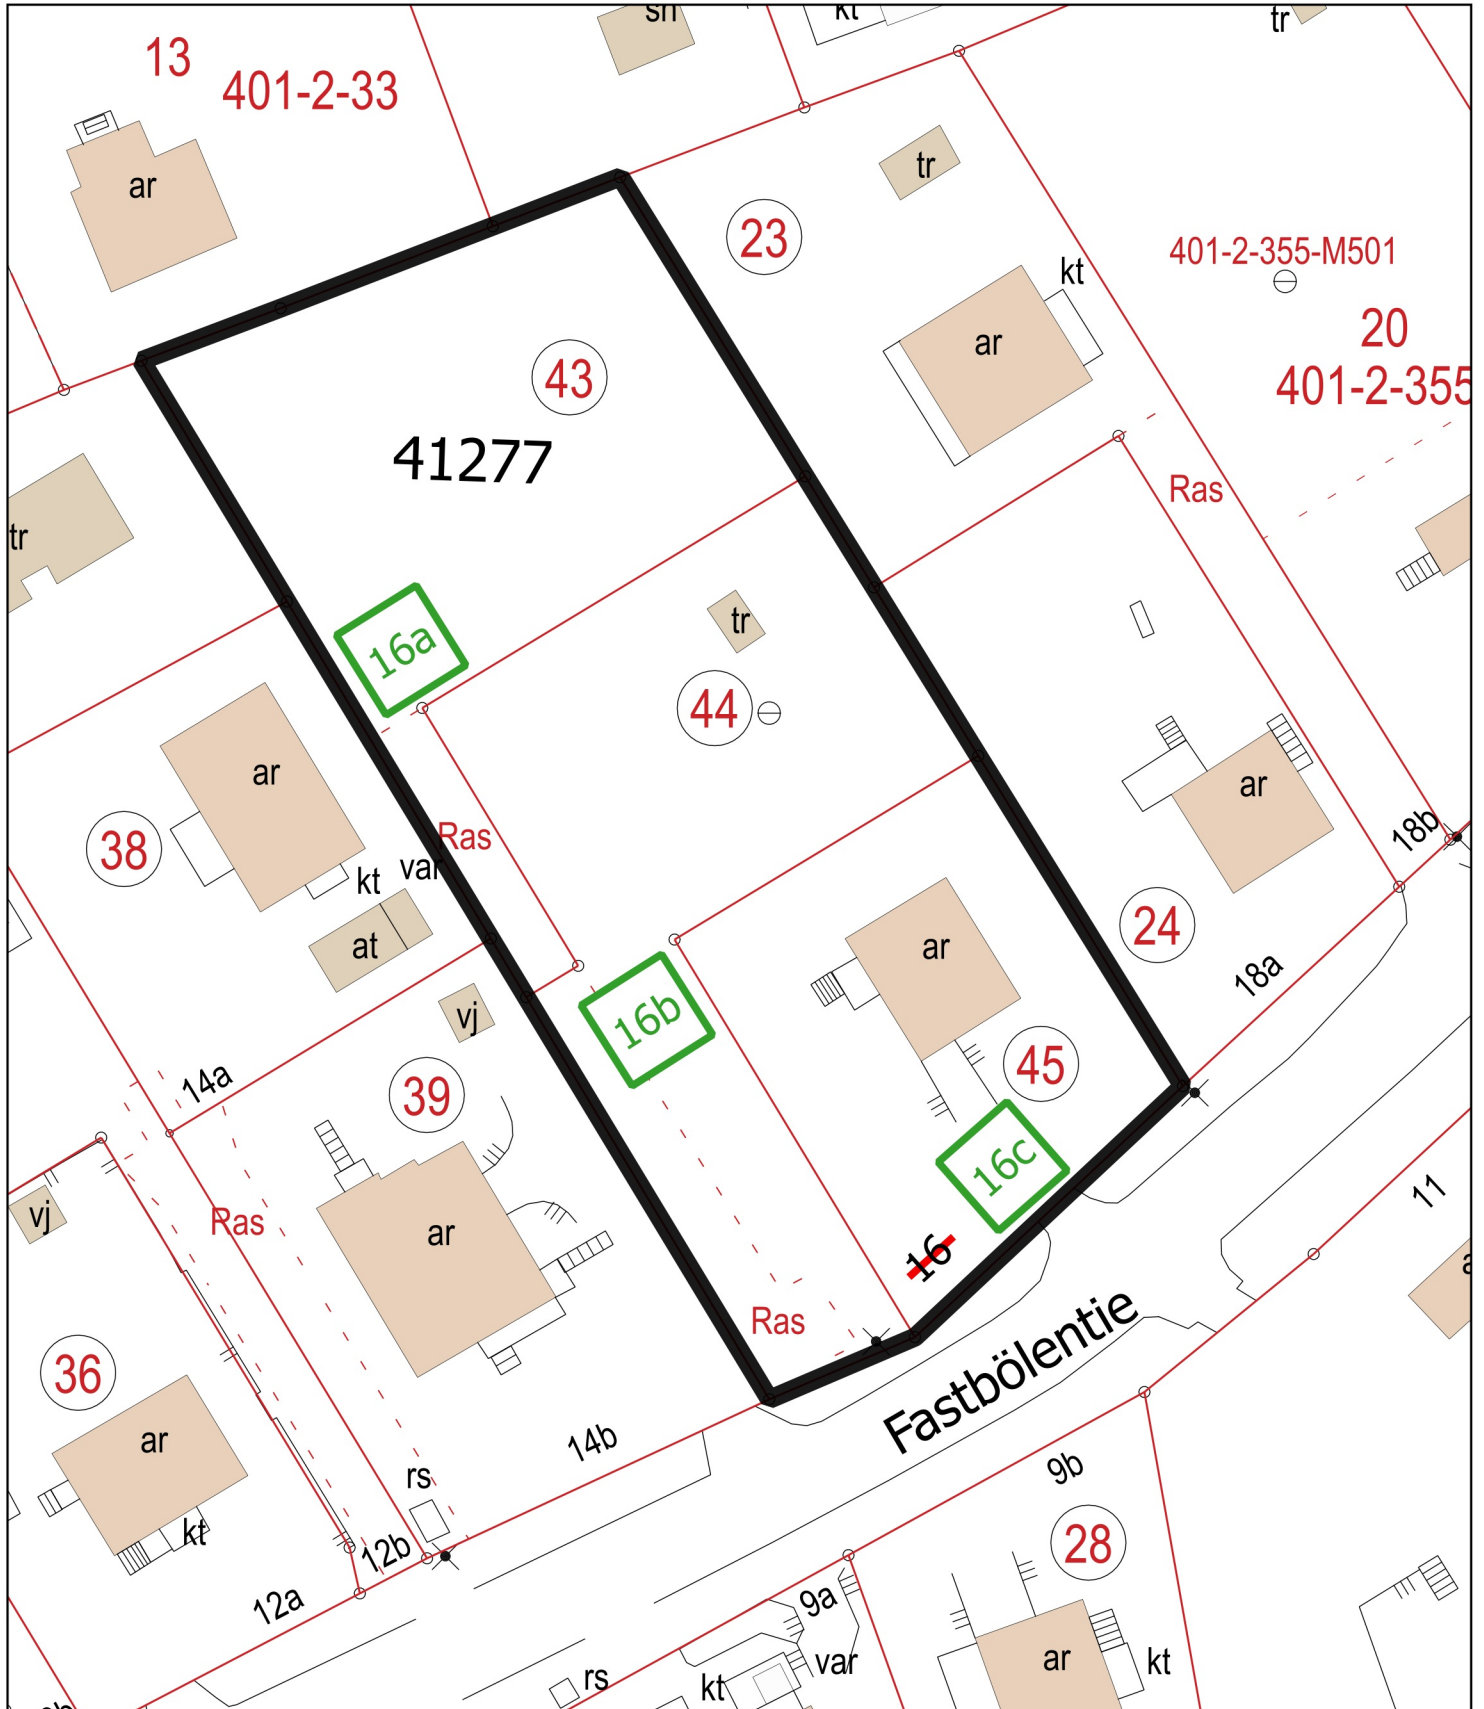 kt
tr
13
401-2-33
tr
ar
23
401-2-355-M501
kt
20
ar
43
401-2-355
41277
Ras
tr
tr
16a
44
ar
ar
Ras
18b
38
kt
var
24
at
ar
18a
vj
16b
45
14a
39
16c
11
vj
Ras
ar
16
Ras
Fastbölentie
36
ar
14b
9b
rs
kt
12b
28
12a
9a
ar
var
kt
rs
kt